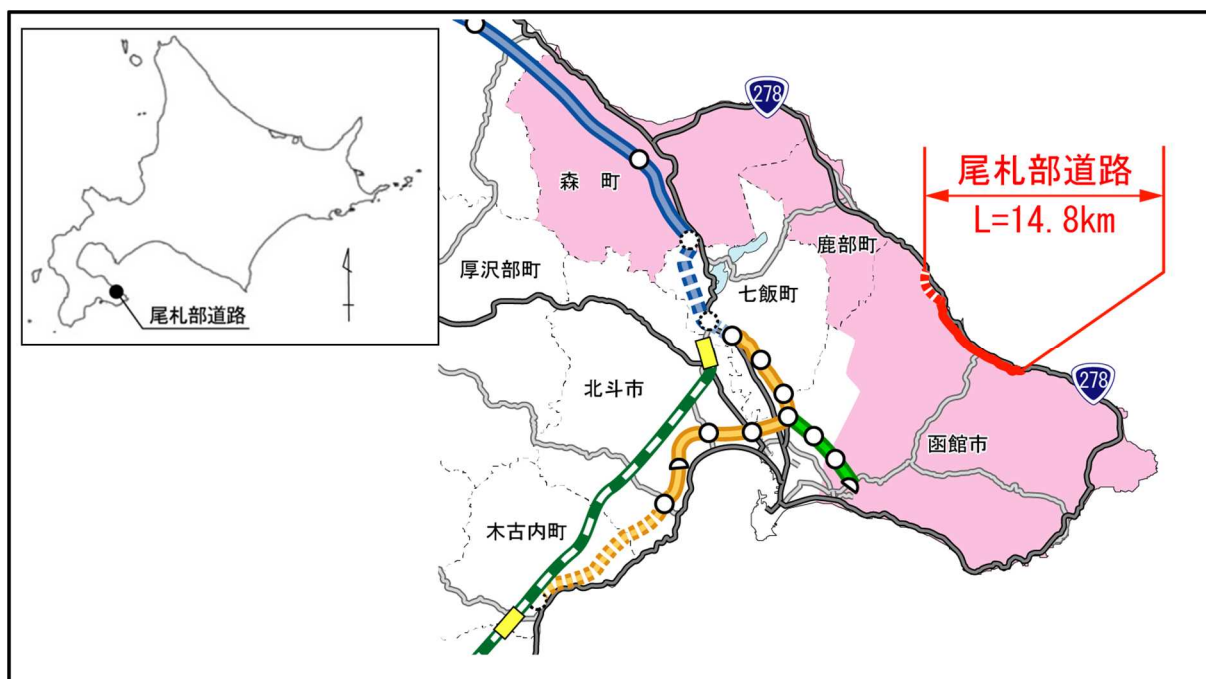 尾札部道路
278
尾札部道路
L=14.8km
森 町
鹿部町
厚沢部町
七飯町
北斗市
278
函館市
木古内町